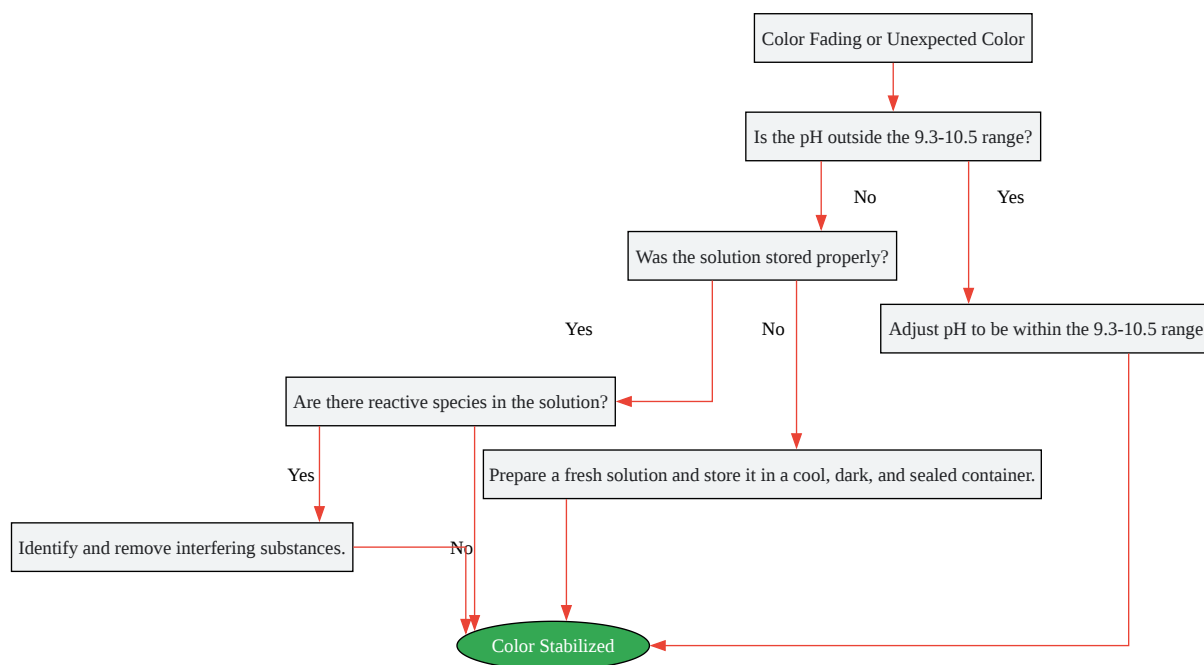 Color Fading or Unexpected Color
Is the pH outside the 9.3-10.5 range?
No
Yes
Was the solution stored properly?
Yes
No
Adjust pH to be within the 9.3-10.5 range
Are there reactive species in the solution?
Yes
Prepare a fresh solution and store it in a cool, dark, and sealed container.
Identify and remove interfering substances.
No
Color Stabilized